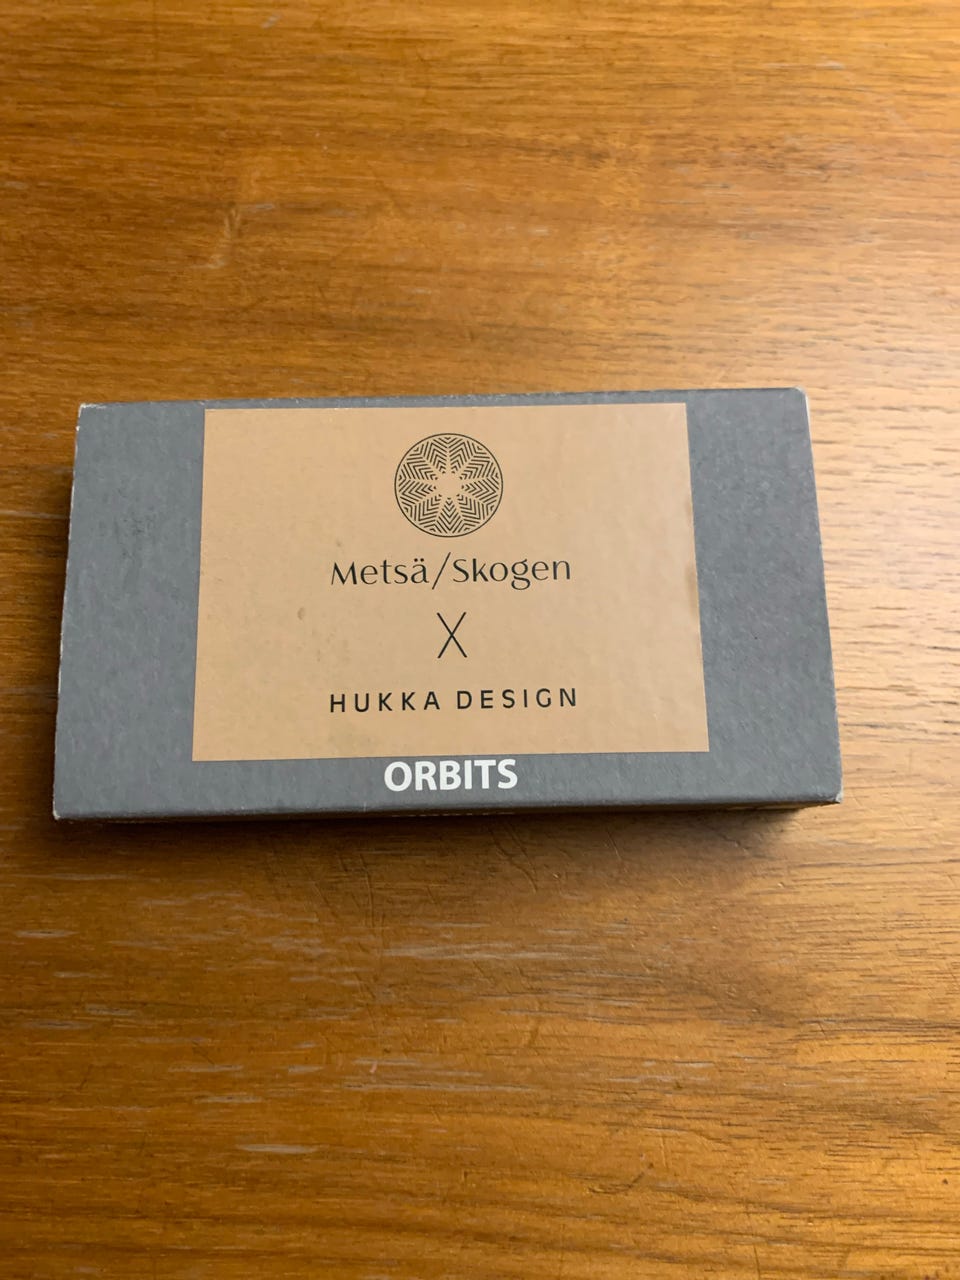 Metsä/Skogen
X
HUKKA DESIGN
ORBITS